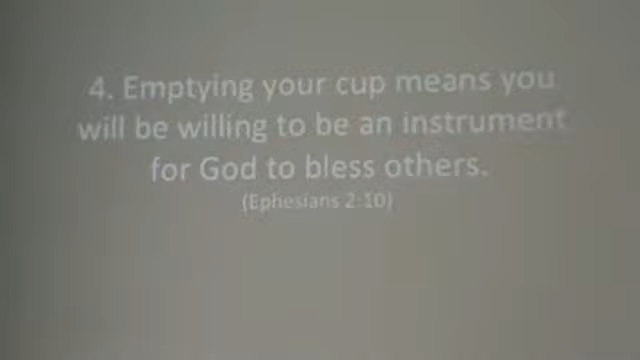 4. Emptying your cup means you
will be willing to be an instrument
for God to bless others.
(Ephesians 2:10)